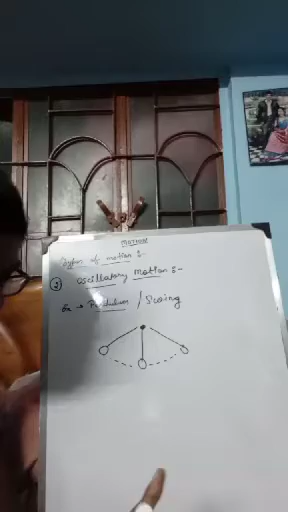 MOTION
Types of motion :-
② Oscillatory Motion :-
Ex → Pendulum / Swing